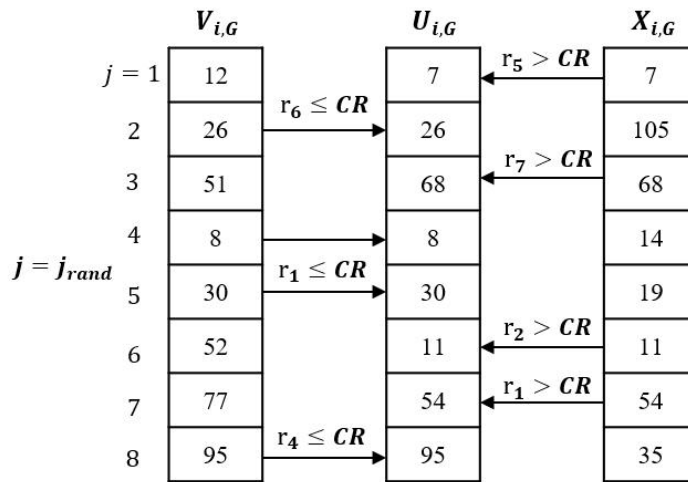 V_{i,G} U_{i,G} X_{i,G}
j = 1 12 7 r_5 > CR 7
2 26 r_6 ≤ CR 26 105
3 51 68 r_7 > CR 68
4 8 8 14
j = j_{rand}
5 30 r_1 ≤ CR 30 19
6 52 11 r_2 > CR 11
7 77 54 r_1 > CR 54
8 95 r_4 ≤ CR 95 35